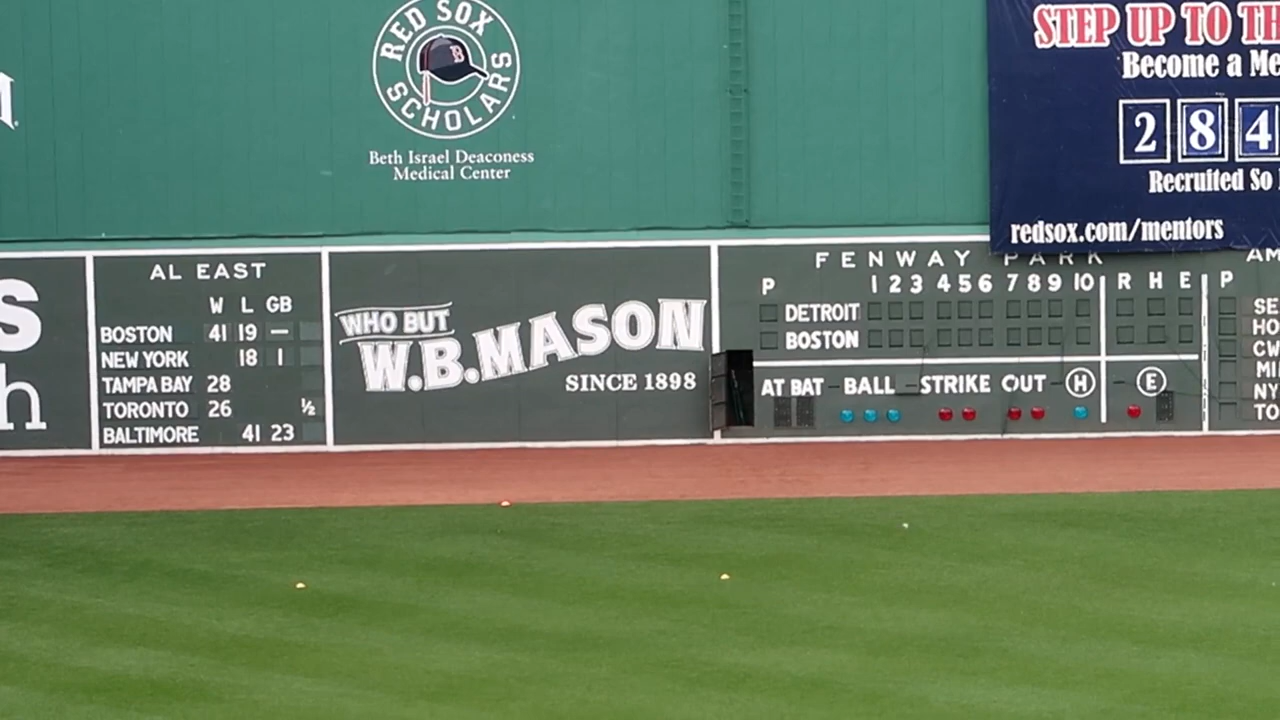 RED SOX
SCHOLARS
B
Beth Israel Deaconess
Medical Center
STEP UP TO
Become a
2 8 4
Recruited So
redsox.com/mentors
AL EAST
W L GB
BOSTON 41 19 —
NEW YORK 18 1
TAMPA BAY 28
TORONTO 26 ½
BALTIMORE 41 23
WHO BUT
W.B.MASON
SINCE 1898
FENWAY PARK
P 1 2 3 4 5 6 7 8 9 10 R H E
DETROIT
BOSTON
AT BAT BALL STRIKE OUT H E
P